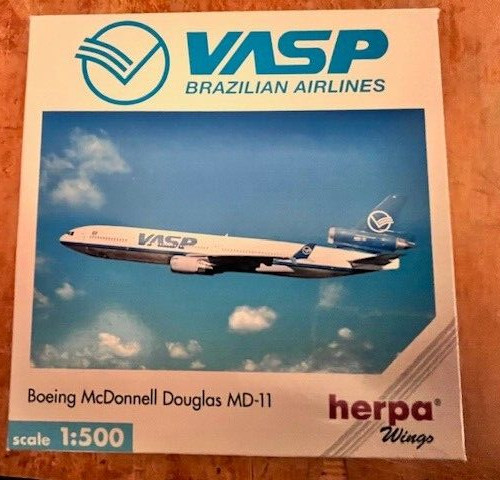 VASP
BRAZILIAN AIRLINES
VASP
Boeing McDonnell Douglas MD-11
herpa®
Wings
scale 1:500